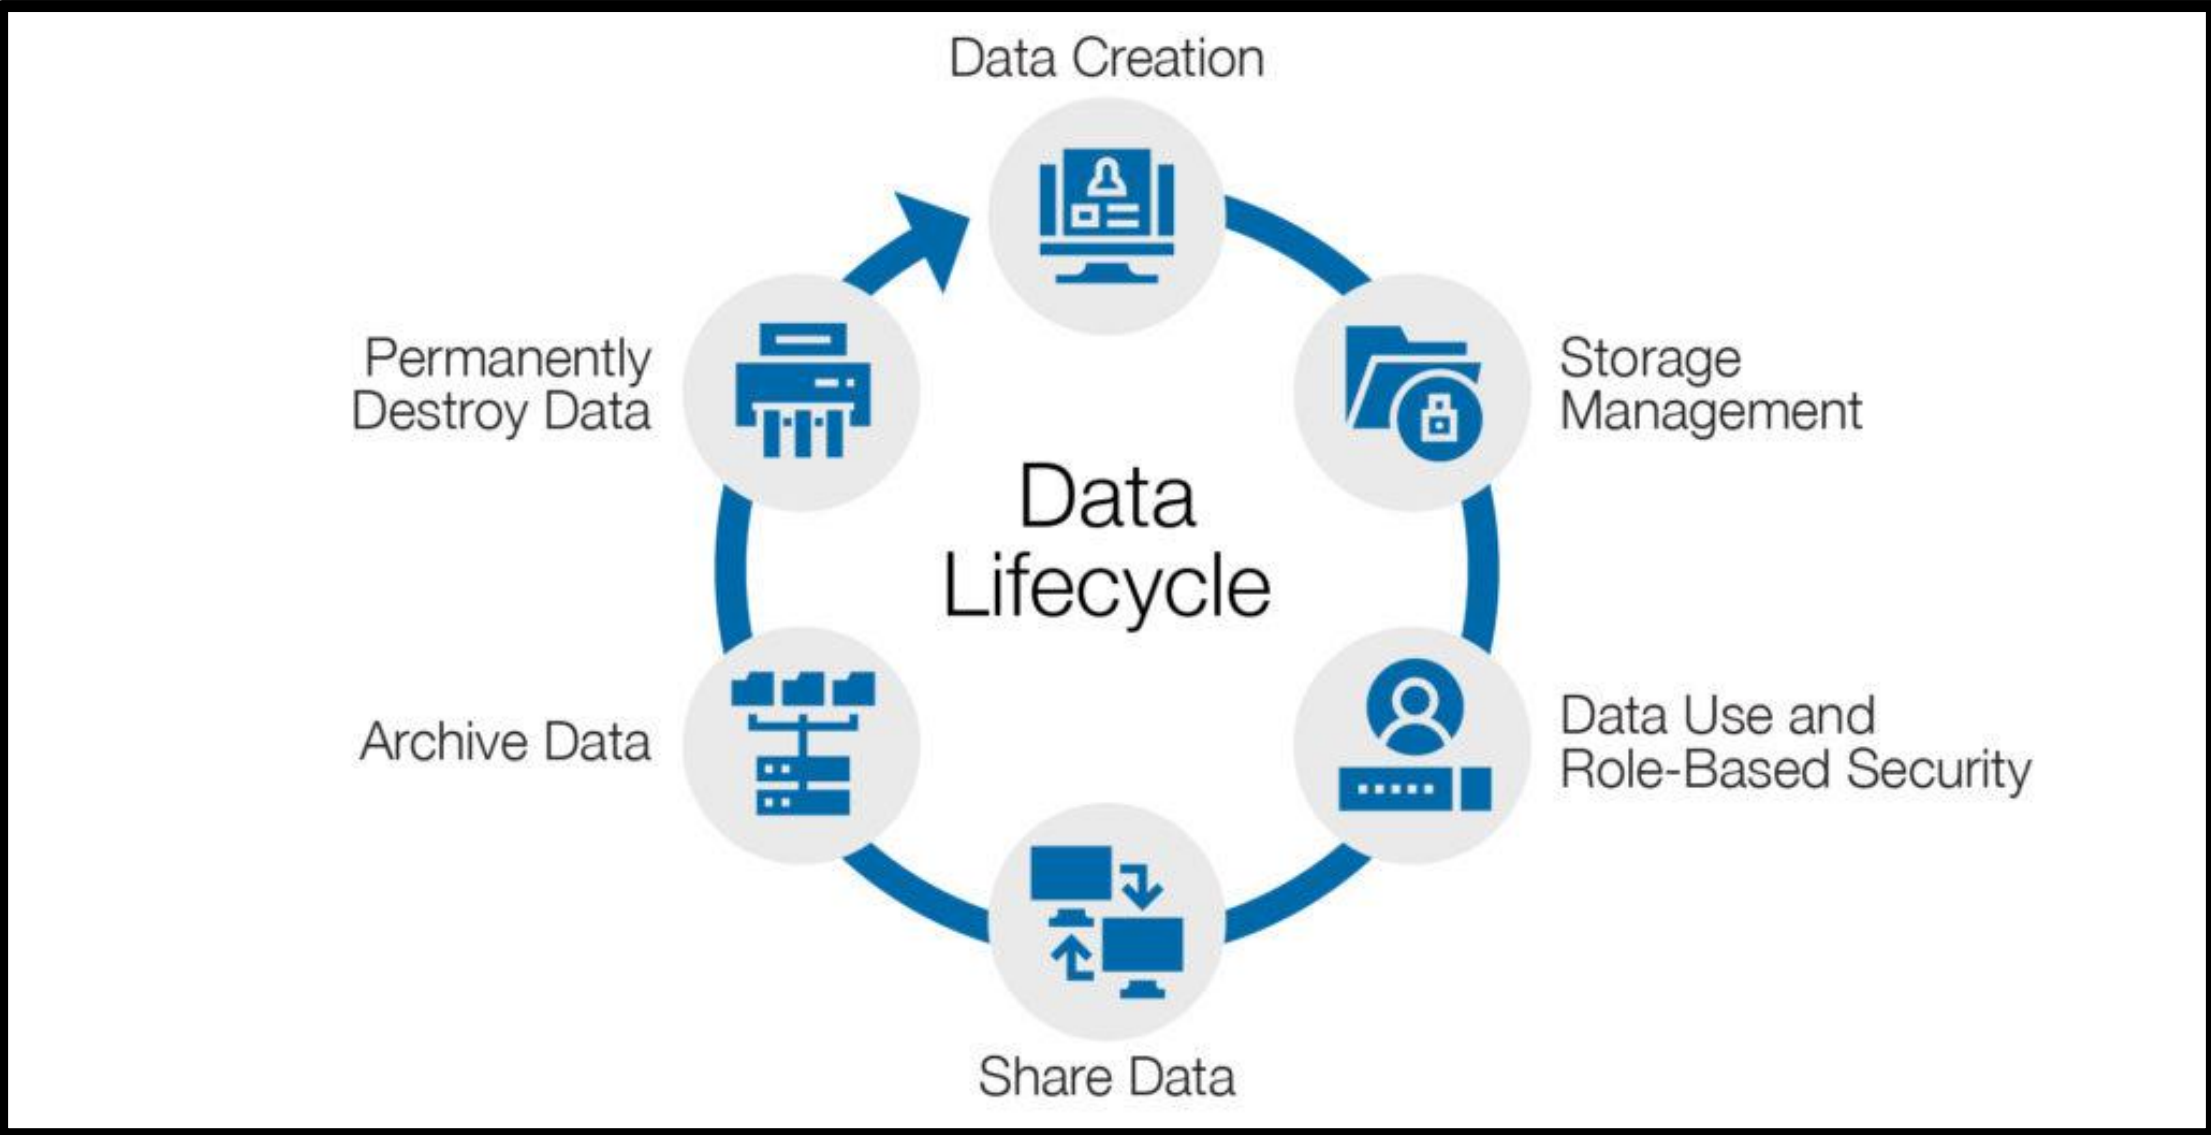 Data Creation
Storage
Management
Data Use and
Role-Based Security
Share Data
Archive Data
Permanently
Destroy Data
Data
Lifecycle